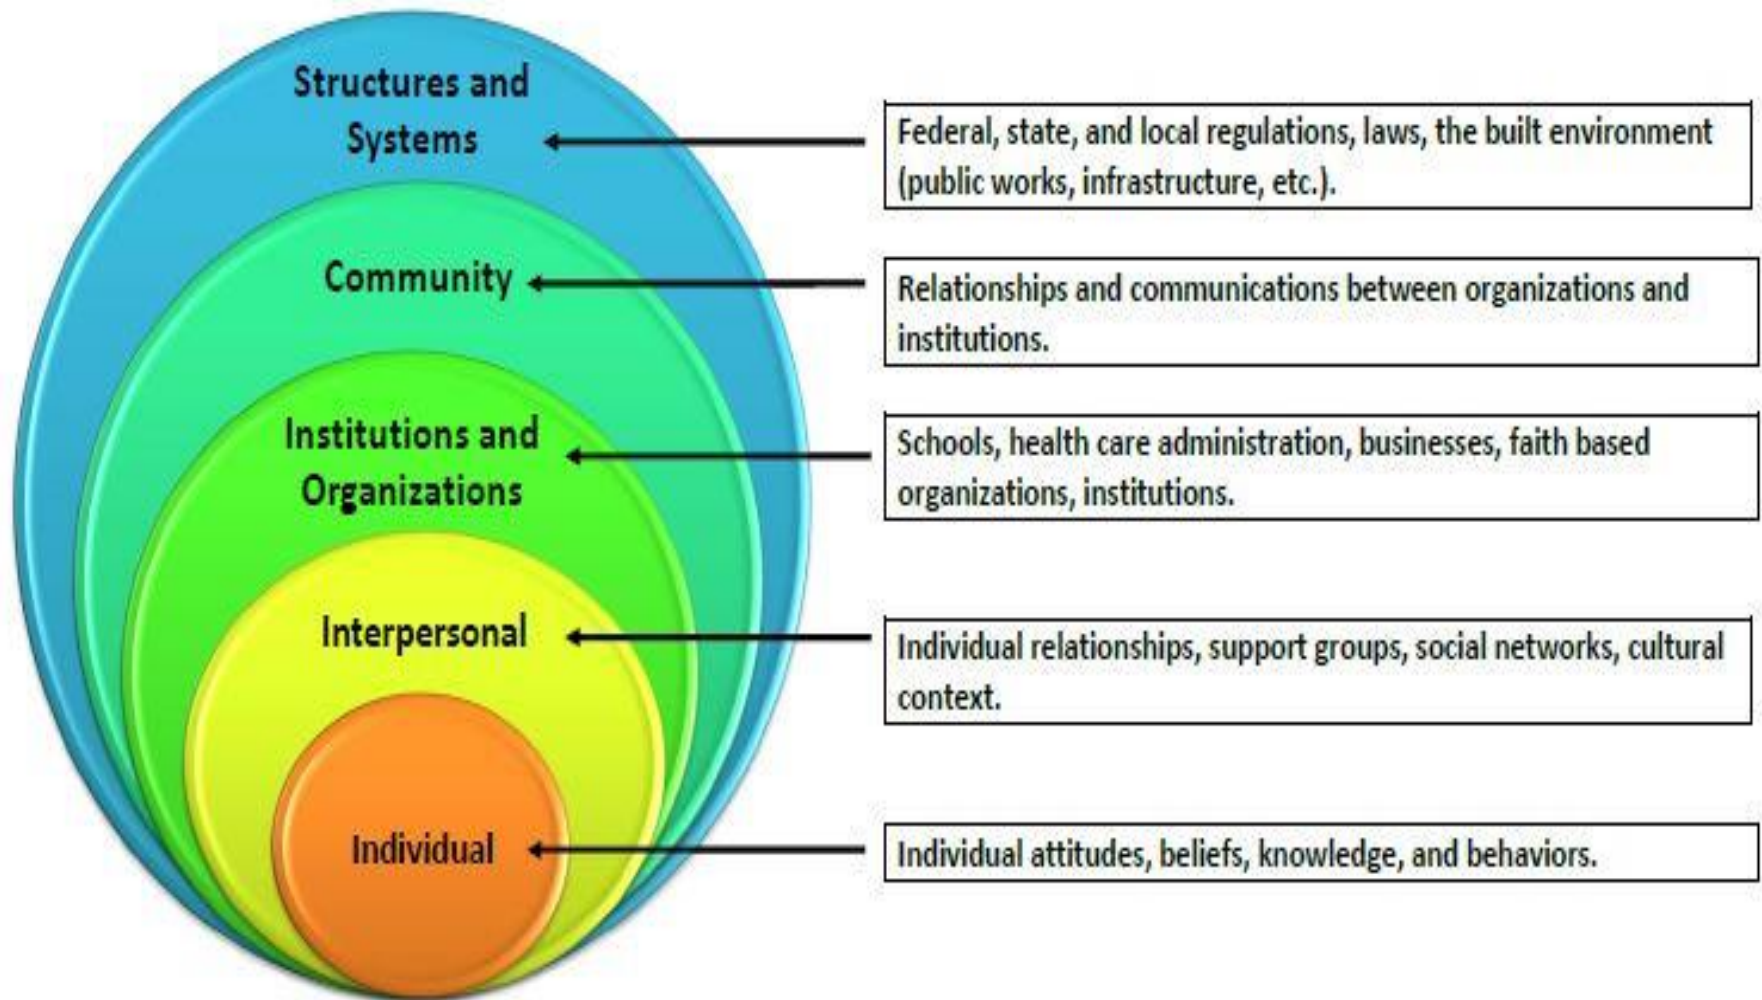 Structures and
Systems
Federal, state, and local regulations, laws, the built environment
(public works, infrastructure, etc.).
Community
Relationships and communications between organizations and
institutions.
Institutions and
Organizations
Schools, health care administration, businesses, faith based
organizations, institutions.
Interpersonal
Individual relationships, support groups, social networks, cultural
context.
Individual
Individual attitudes, beliefs, knowledge, and behaviors.